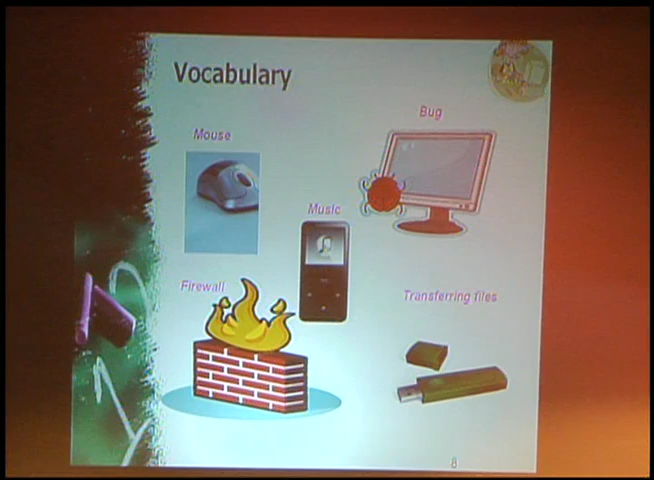 Vocabulary
Bug
Mouse
Music
Firewall
Transferring files
8